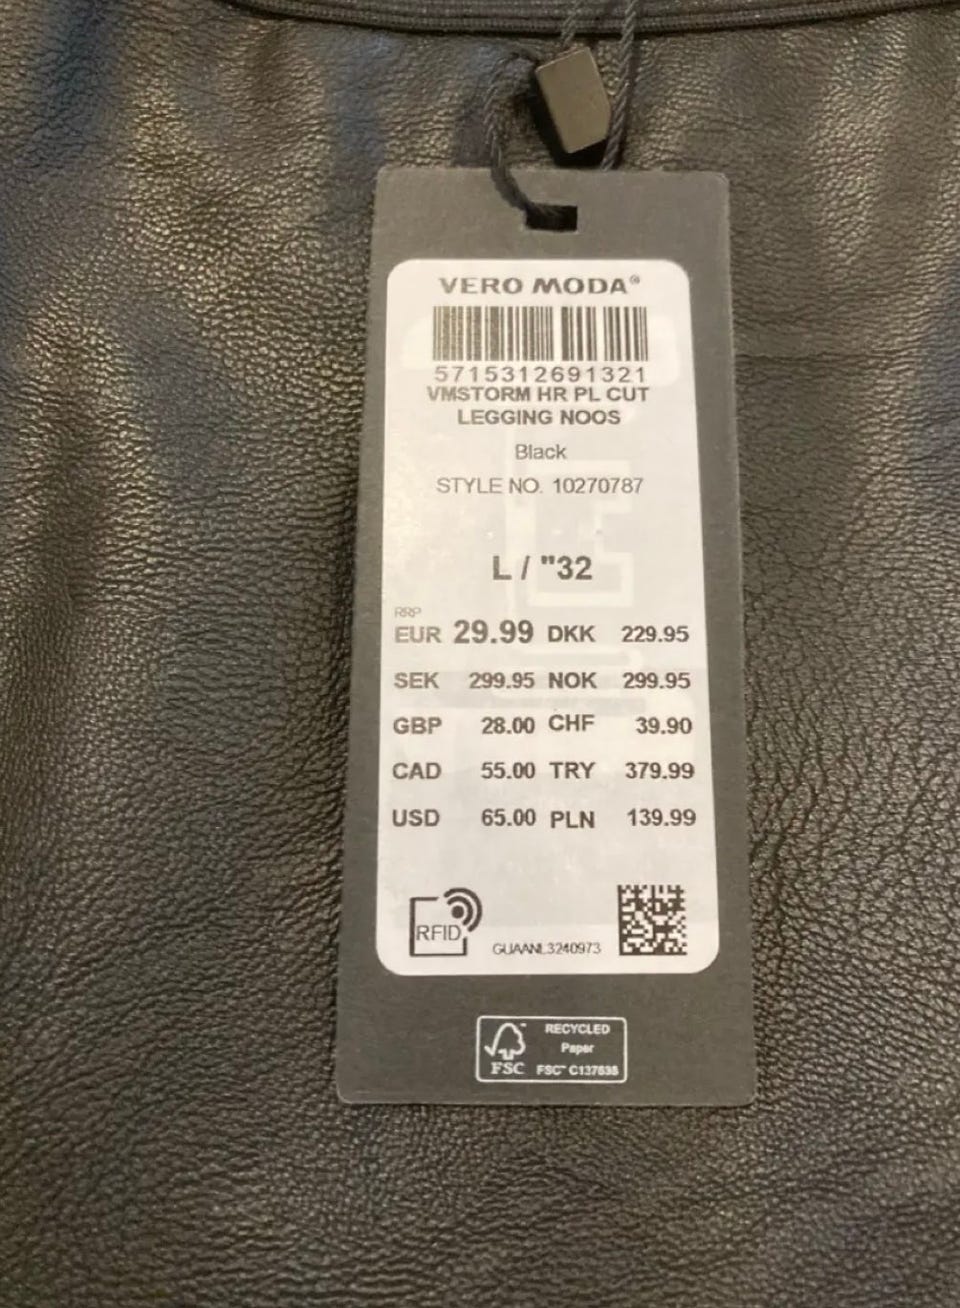 VERO MODA®
5715312691321
VMSTORM HR PL CUT
LEGGING NOOS
Black
STYLE NO. 10270787
L / "32
RRP
EUR 29.99 DKK 229.95
SEK 299.95 NOK 299.95
GBP 28.00 CHF 39.90
CAD 55.00 TRY 379.99
USD 65.00 PLN 139.99
RFID
GUAANL3240973
RECYCLED
Paper
FSC FSC™